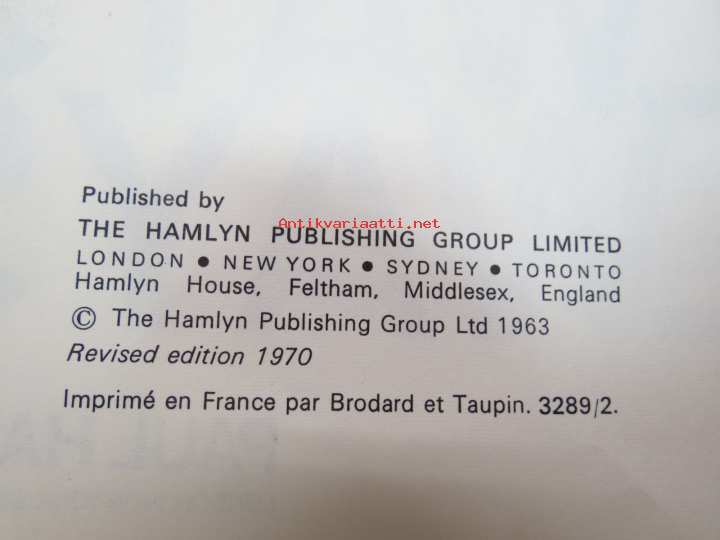 Published by
Antikvariaatti.net
THE HAMLYN PUBLISHING GROUP LIMITED
LONDON • NEW YORK • SYDNEY • TORONTO
Hamlyn House, Feltham, Middlesex, England
© The Hamlyn Publishing Group Ltd 1963
Revised edition 1970
Imprimé en France par Brodard et Taupin. 3289/2.